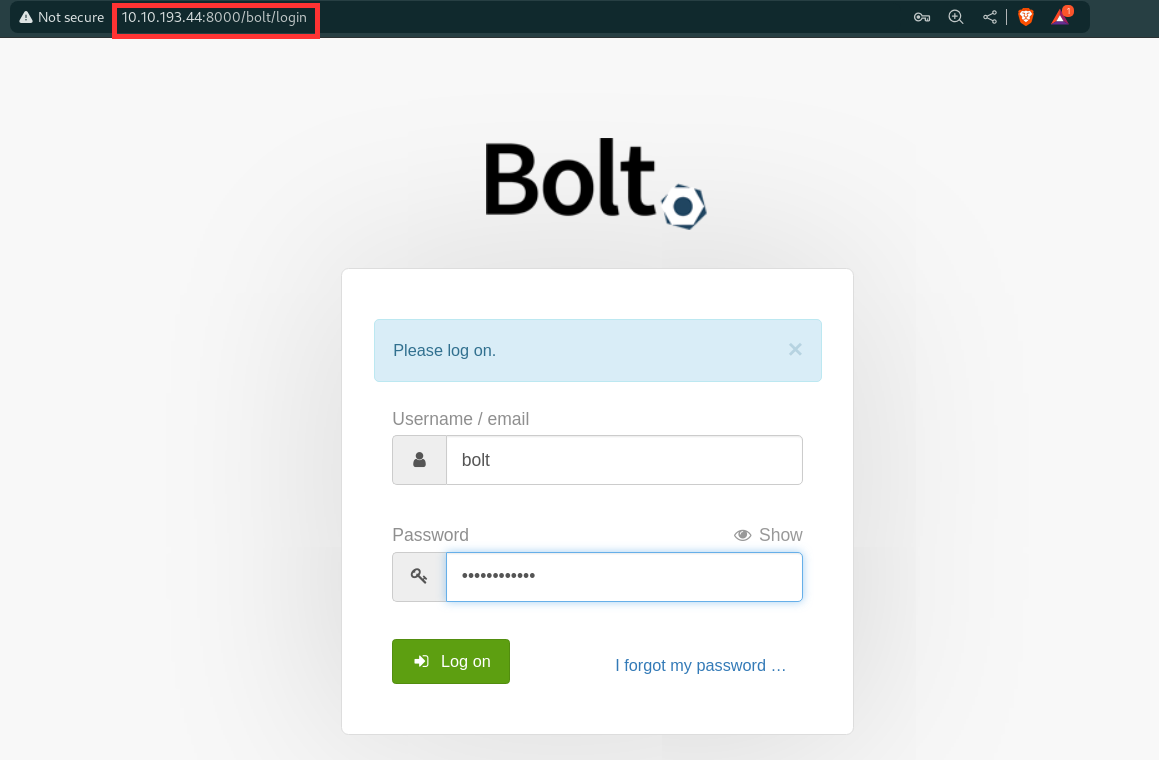 Not secure 10.10.193.44:8000/bolt/login 1
Bolt
Please log on. ×
Username / email
bolt
Password Show
••••••••••••
Log on I forgot my password …